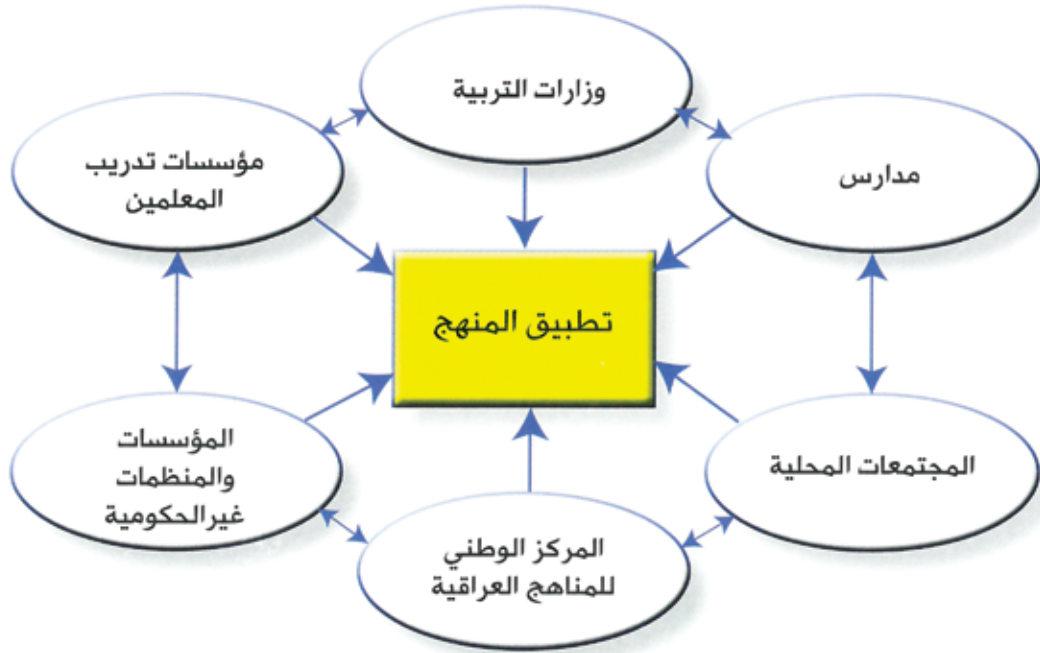 وزارات التربية
مدارس
مؤسسات تدريب
المعلمين
تطبيق المنهج
المجتمعات المحلية
المؤسسات
والمنظمات
غيرالحكومية
المركز الوطني
للمناهج العراقية